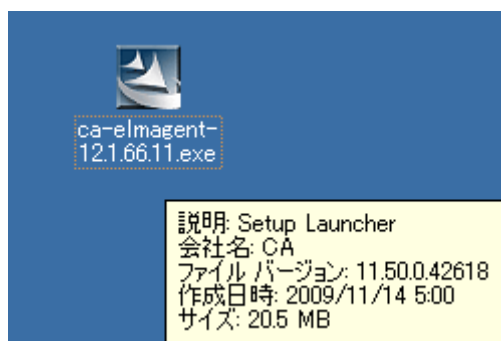 ca-elmagent-
12.1.66.11.exe
説明: Setup Launcher
会社名: CA
ファイル バージョン: 11.50.0.42618
作成日時: 2009/11/14 5:00
サイズ: 20.5 MB